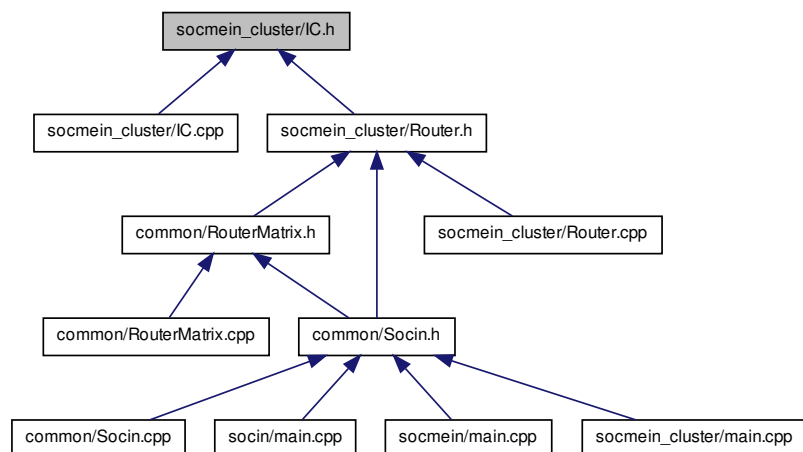 socmein_cluster/IC.h
socmein_cluster/IC.cpp
socmein_cluster/Router.h
common/RouterMatrix.h
socmein_cluster/Router.cpp
common/RouterMatrix.cpp
common/Socin.h
common/Socin.cpp
socin/main.cpp
socmein/main.cpp
socmein_cluster/main.cpp